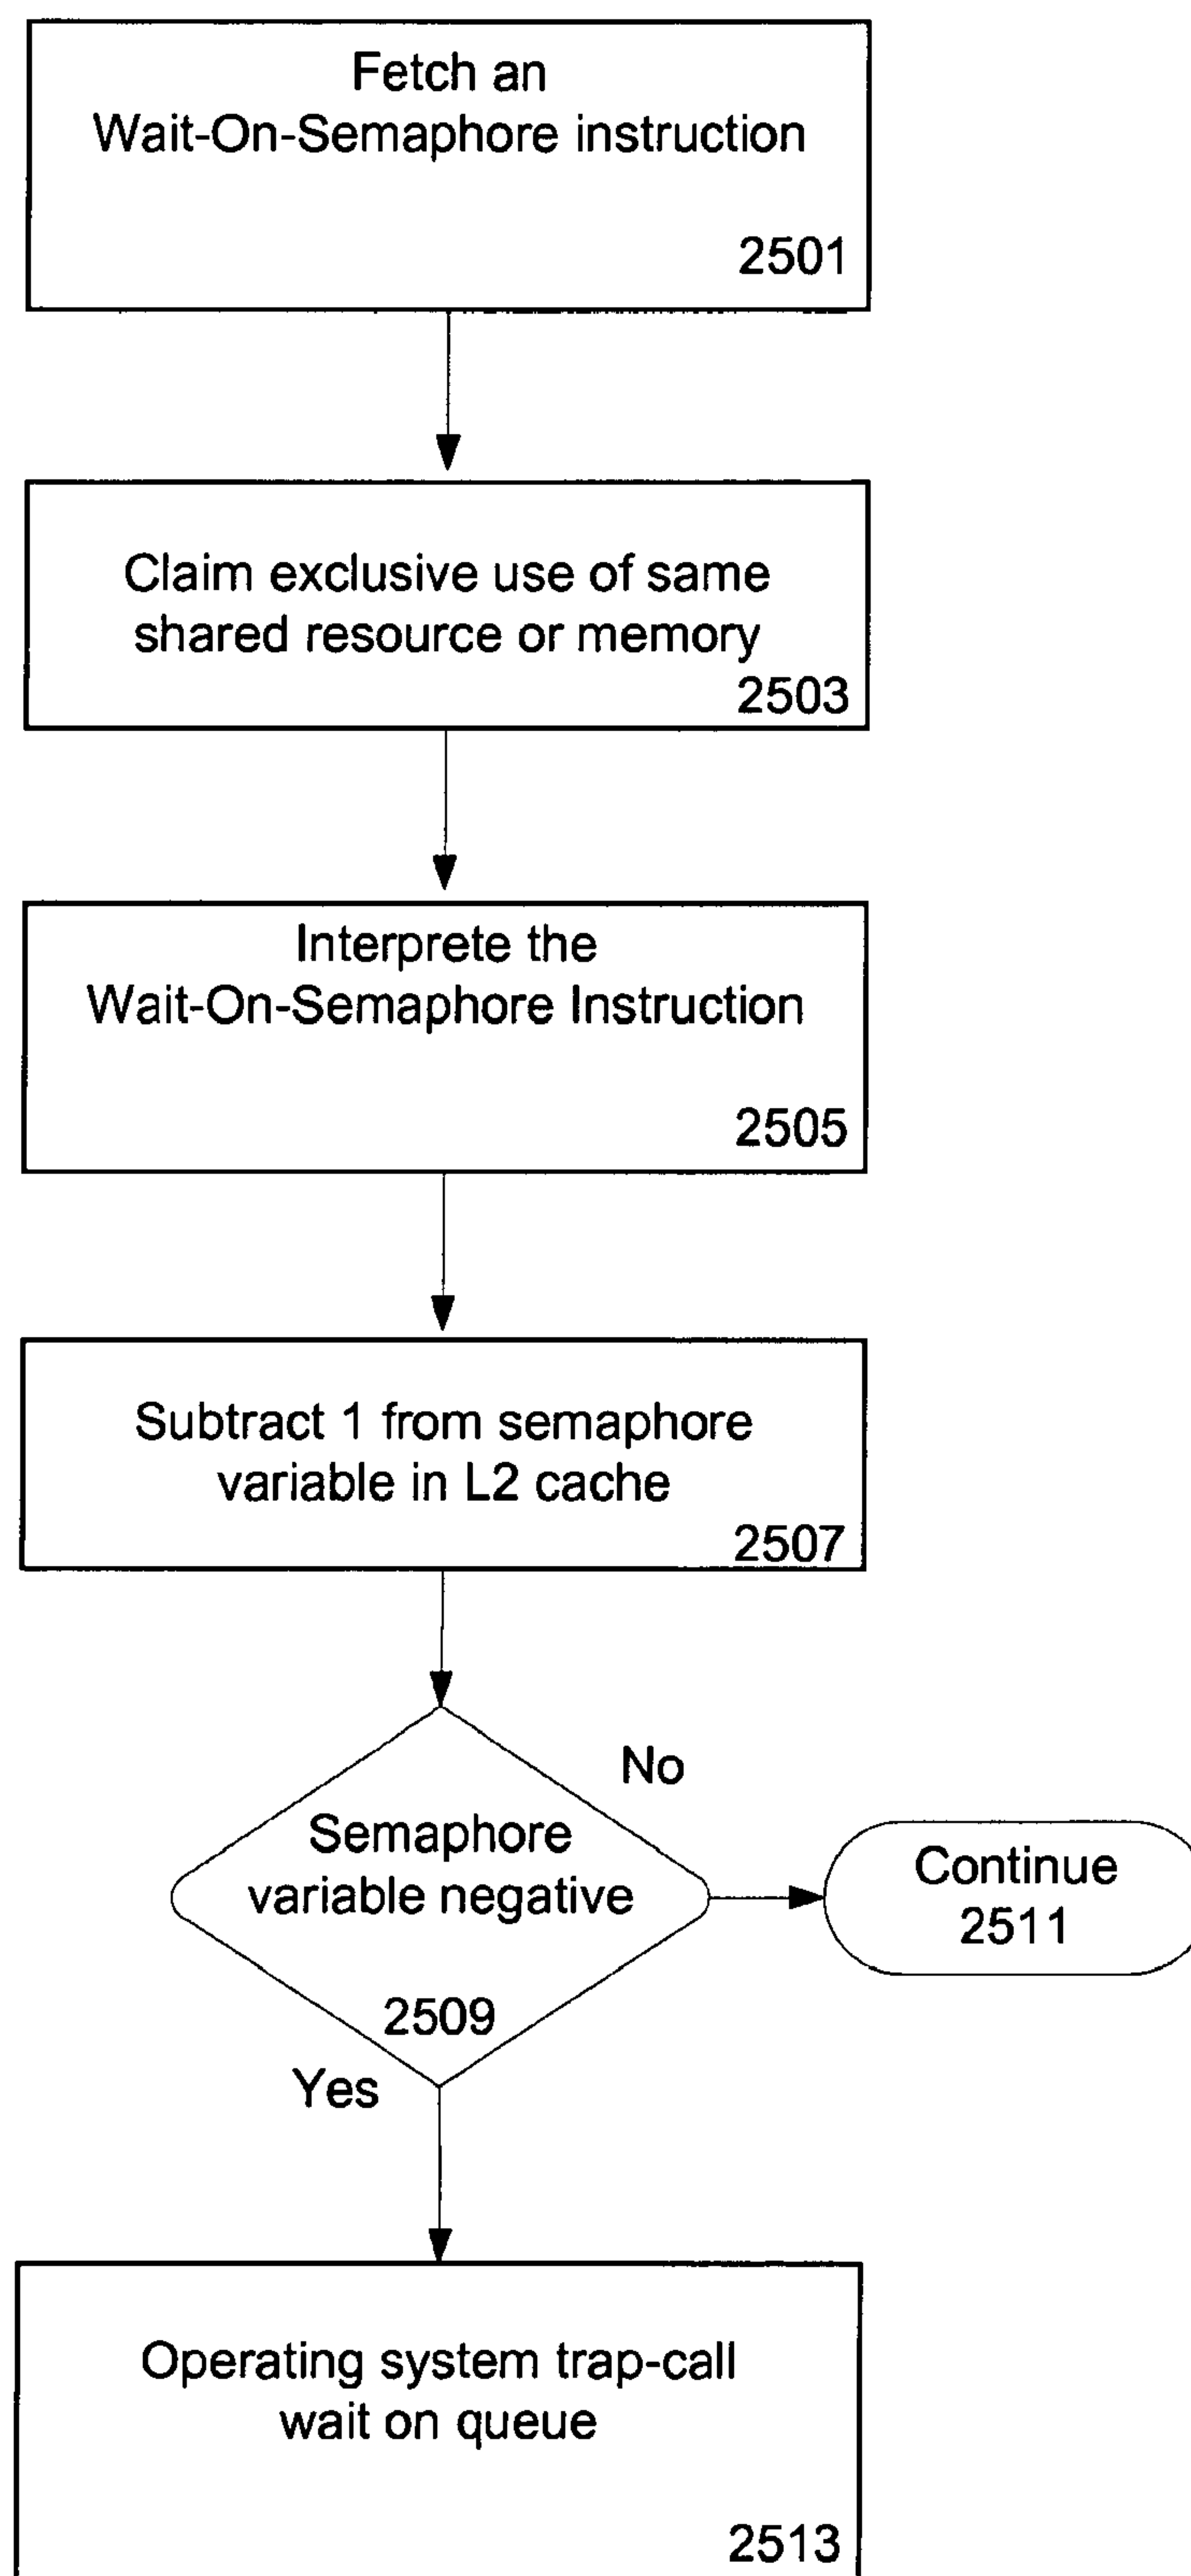 Fetch an
Wait-On-Semaphore instruction
2501
Claim exclusive use of same
shared resource or memory
2503
Interprete the
Wait-On-Semaphore Instruction
2505
Subtract 1 from semaphore
variable in L2 cache
2507
No
Semaphore
variable negative
2509
Continue
2511
Yes
Operating system trap-call
wait on queue
2513